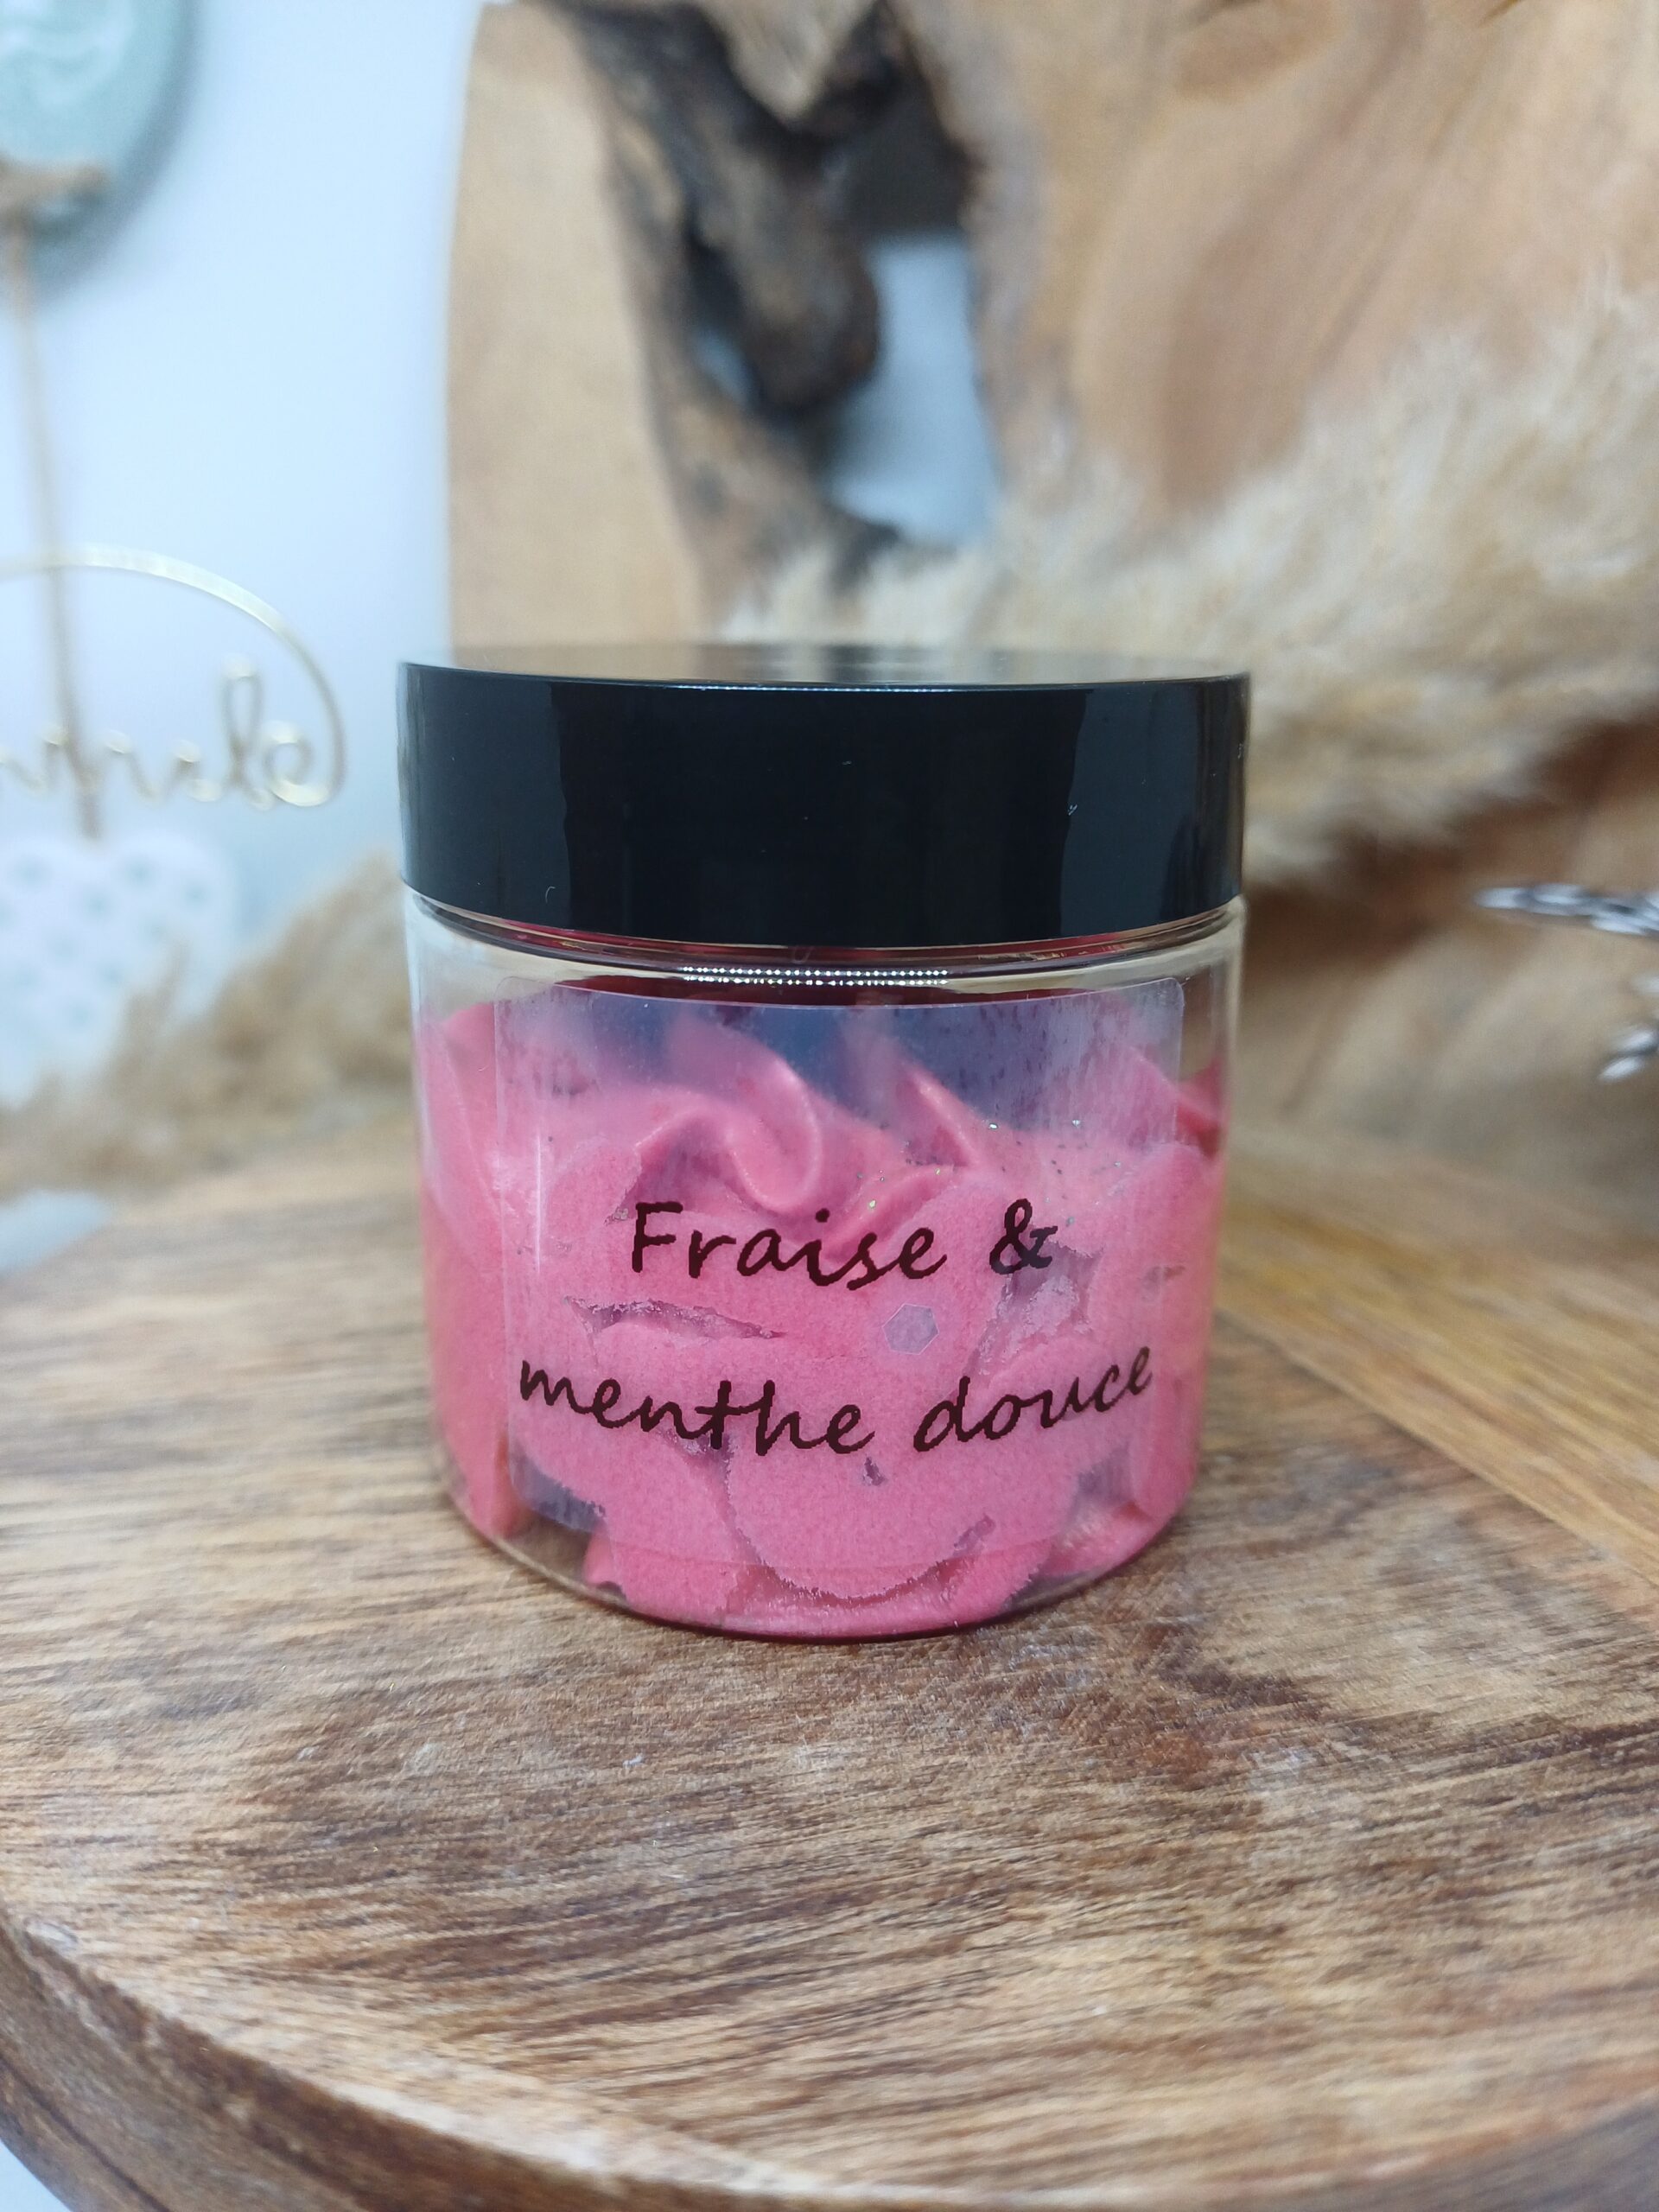 Fraise &
menthe douce